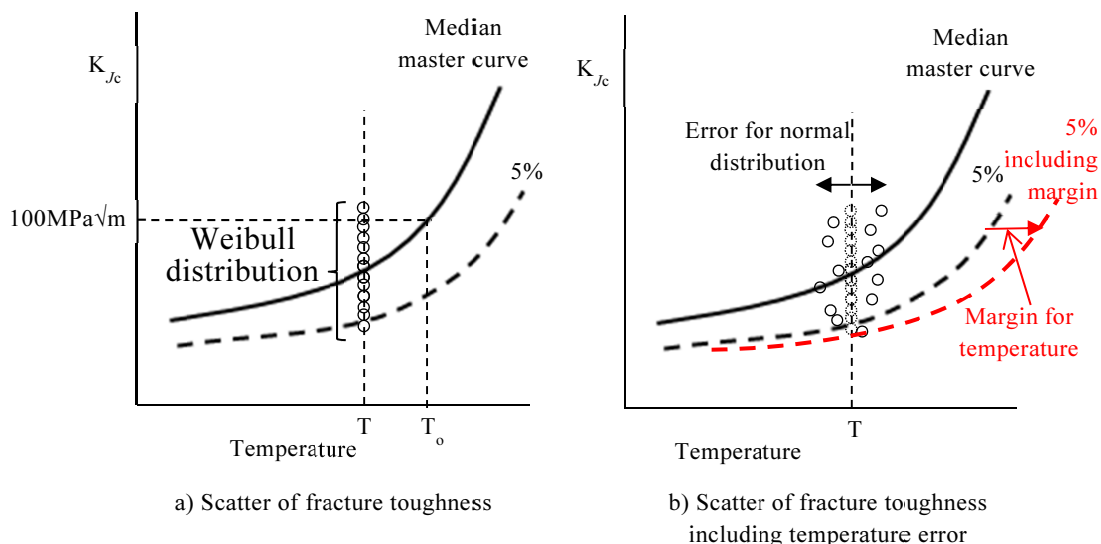 Median
master curve
K_Jc
5%
100MPa√m
Weibull
distribution
T
T_o
Temperature
a) Scatter of fracture toughness
Median
master curve
K_Jc
Error for normal
distribution
5%
including
margin
5%
Margin for
temperature
T
Temperature
b) Scatter of fracture toughness
including temperature error